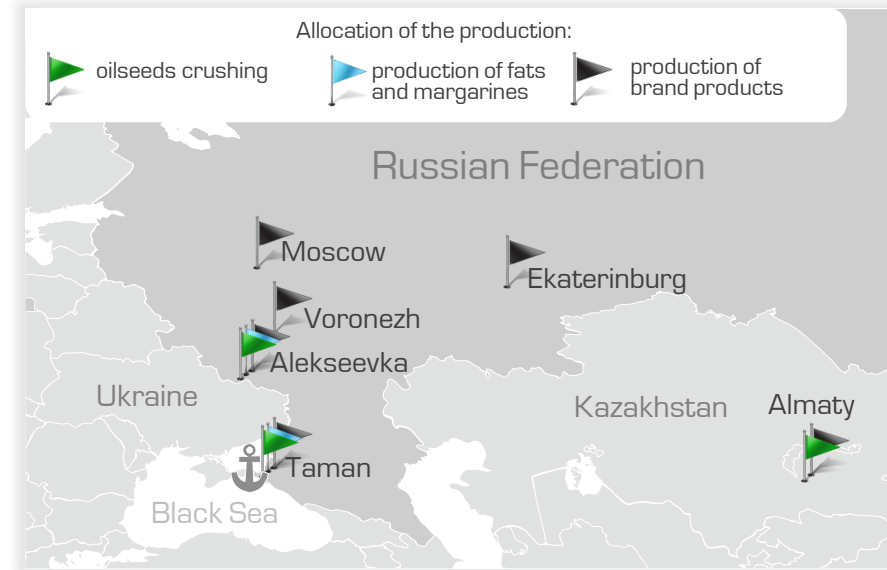 Allocation of the production:
oilseeds crushing
production of fats
and margarines
production of
brand products
Russian Federation
Moscow
Ekaterinburg
Voronezh
Alekseevka
Ukraine
Kazakhstan
Almaty
Taman
Black Sea